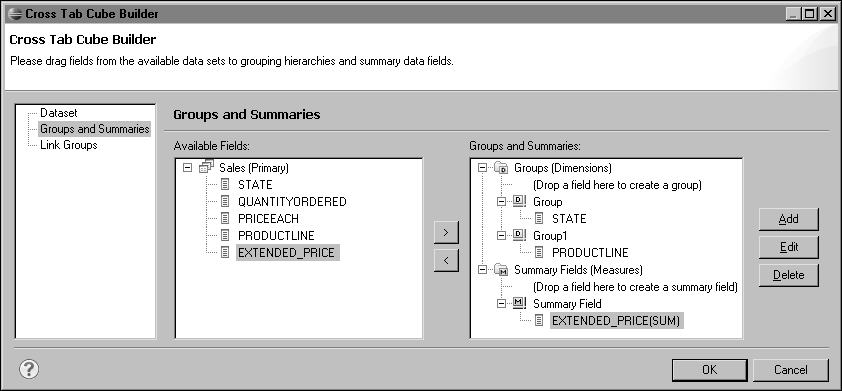 Cross Tab Cube Builder
Cross Tab Cube Builder
Please drag fields from the available data sets to grouping hierarchies and summary data fields.
Dataset
Groups and Summaries
Link Groups
Groups and Summaries
Available Fields:
Sales (Primary)
STATE
QUANTITYORDERED
PRICEEACH
PRODUCTLINE
EXTENDED_PRICE
>
<
Groups and Summaries:
Groups (Dimensions)
(Drop a field here to create a group)
Group
STATE
Group1
PRODUCTLINE
Summary Fields (Measures)
(Drop a field here to create a summary field)
Summary Field
EXTENDED_PRICE(SUM)
Add
Edit
Delete
?
OK
Cancel